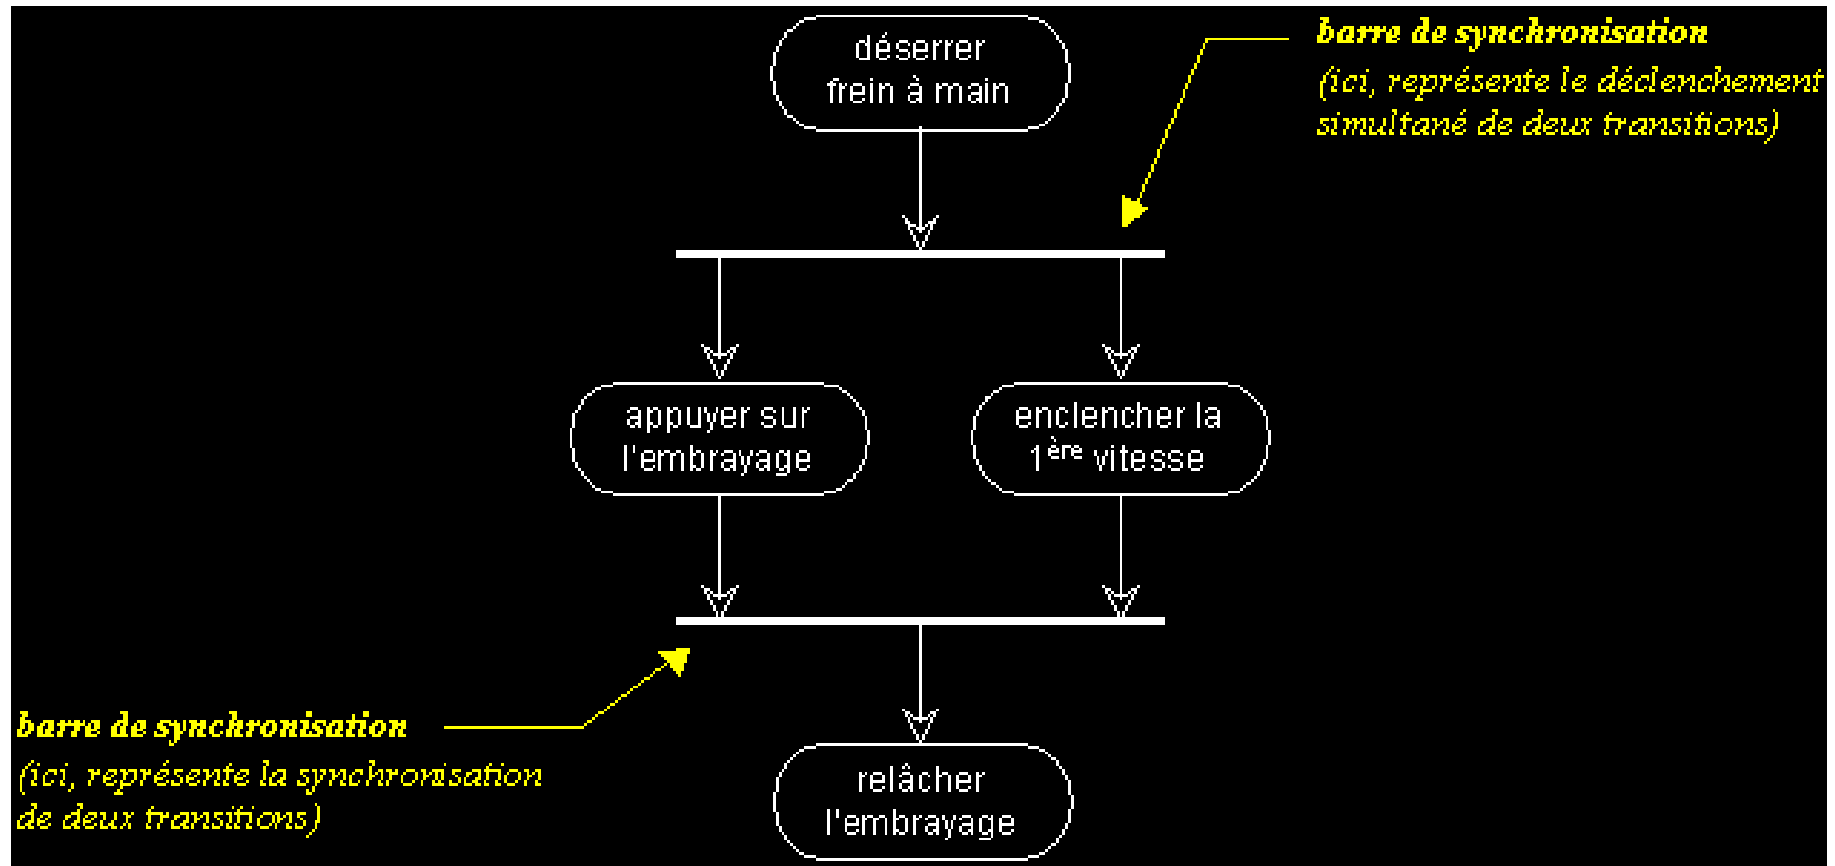 déserrer
frein à main
barre de synchronisation
(ici, représente le déclenchement
simultané de deux transitions)
appuyer sur
l'embrayage
enclencher la
1ère vitesse
barre de synchronisation
(ici, représente la synchronisation
de deux transitions)
relâcher
l'embrayage